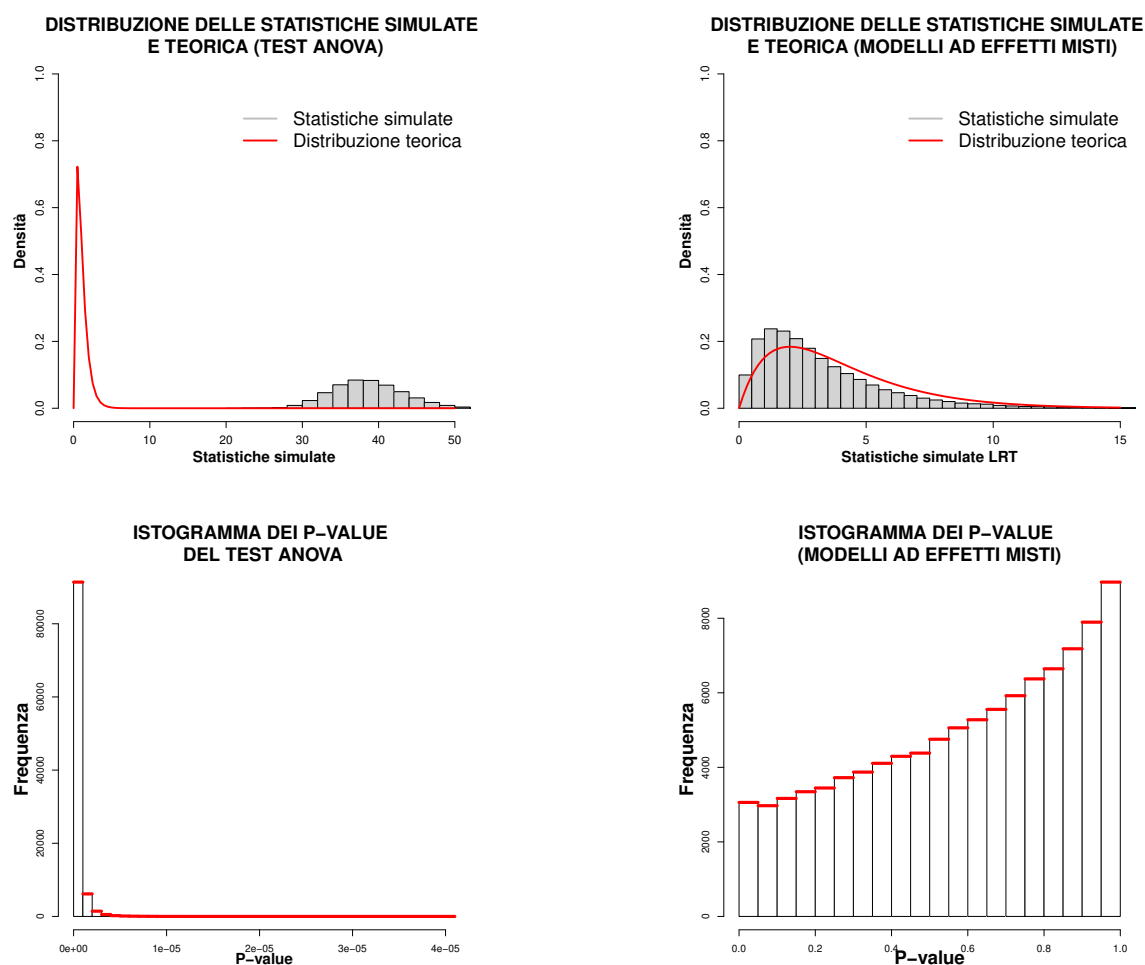 DISTRIBUZIONE DELLE STATISTICHE SIMULATE
E TEORICA (TEST ANOVA)
1.0
0.8
0.6
0.4
0.2
0.0
Densità
Statistiche simulate
Distribuzione teorica
0 10 20 30 40 50
Statistiche simulate
DISTRIBUZIONE DELLE STATISTICHE SIMULATE
E TEORICA (MODELLI AD EFFETTI MISTI)
1.0
0.8
0.6
0.4
0.2
0.0
Densità
Statistiche simulate
Distribuzione teorica
0 5 10 15
Statistiche simulate LRT
ISTOGRAMMA DEI P−VALUE
DEL TEST ANOVA
80000
60000
40000
20000
0
Frequenza
0e+00 1e−05 2e−05 3e−05 4e−05
P−value
ISTOGRAMMA DEI P−VALUE
(MODELLI AD EFFETTI MISTI)
8000
6000
4000
2000
0
Frequenza
0.0 0.2 0.4 0.6 0.8 1.0
P−value